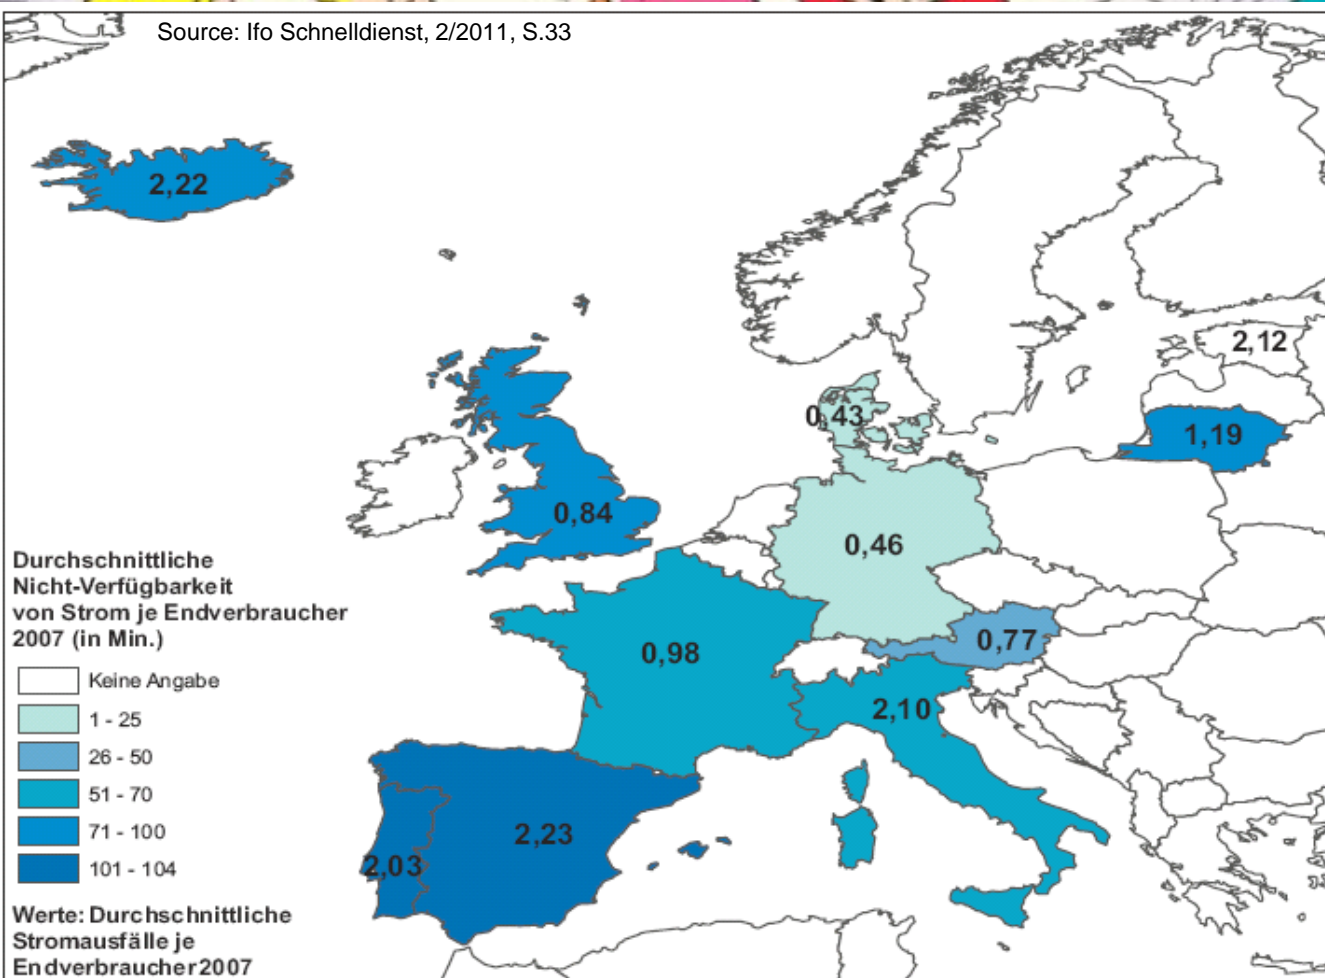 Source: Ifo Schnelldienst, 2/2011, S.33
2,22
2,12
0,43
1,19
0,84
0,46
0,77
0,98
2,10
2,23
2,03
Durchschnittliche
Nicht-Verfügbarkeit
von Strom je Endverbraucher
2007 (in Min.)
Keine Angabe
1 - 25
26 - 50
51 - 70
71 - 100
101 - 104
Werte: Durchschnittliche
Stromausfälle je
Endverbraucher 2007